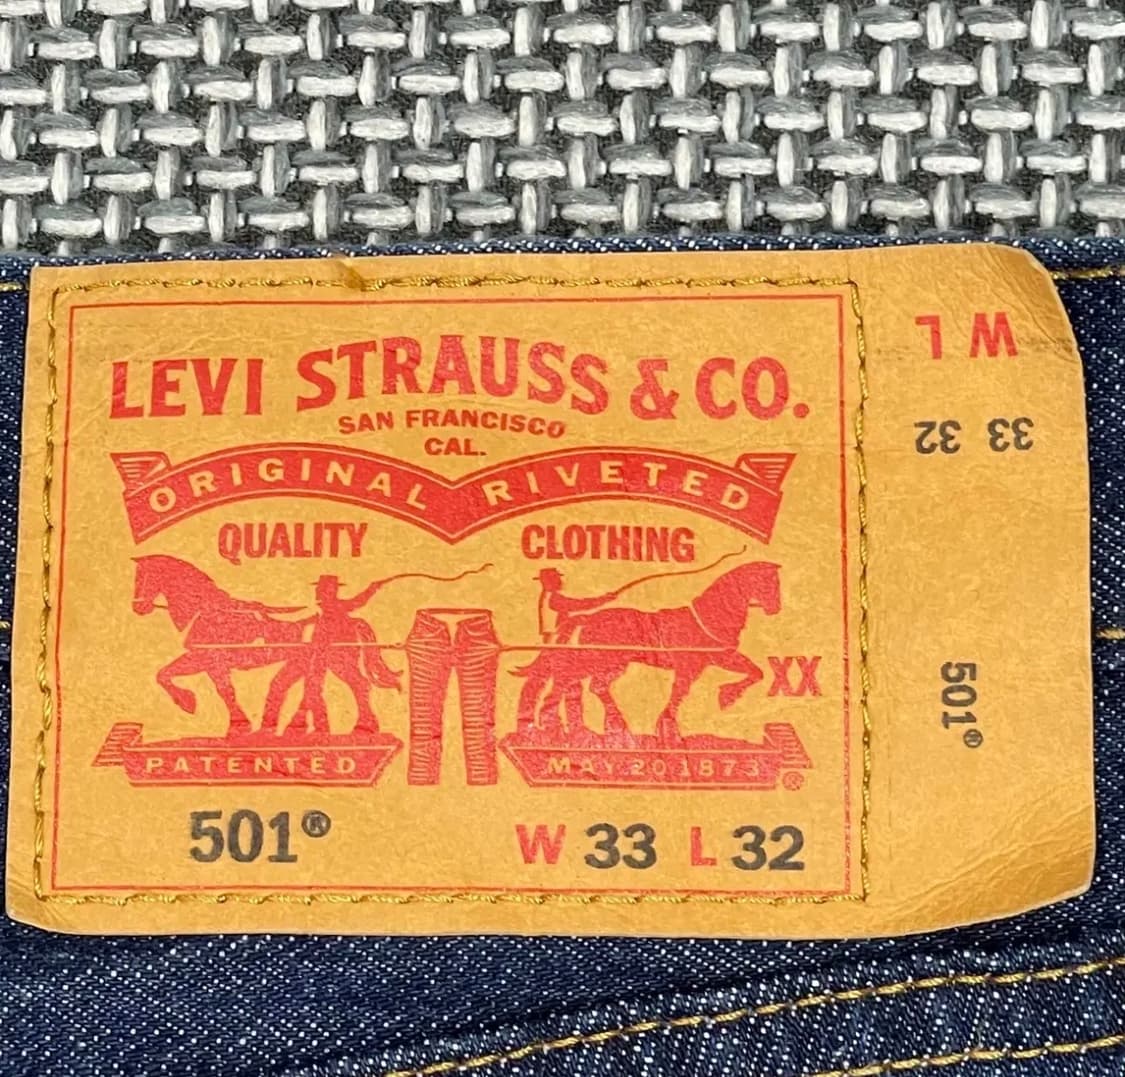 LEVI STRAUSS & CO.
SAN FRANCISCO
CAL.
ORIGINAL RIVETED
QUALITY CLOTHING
XX
PATENTED MAY 20 1873 ®
501® W 33 L 32
W L
33 32
501®